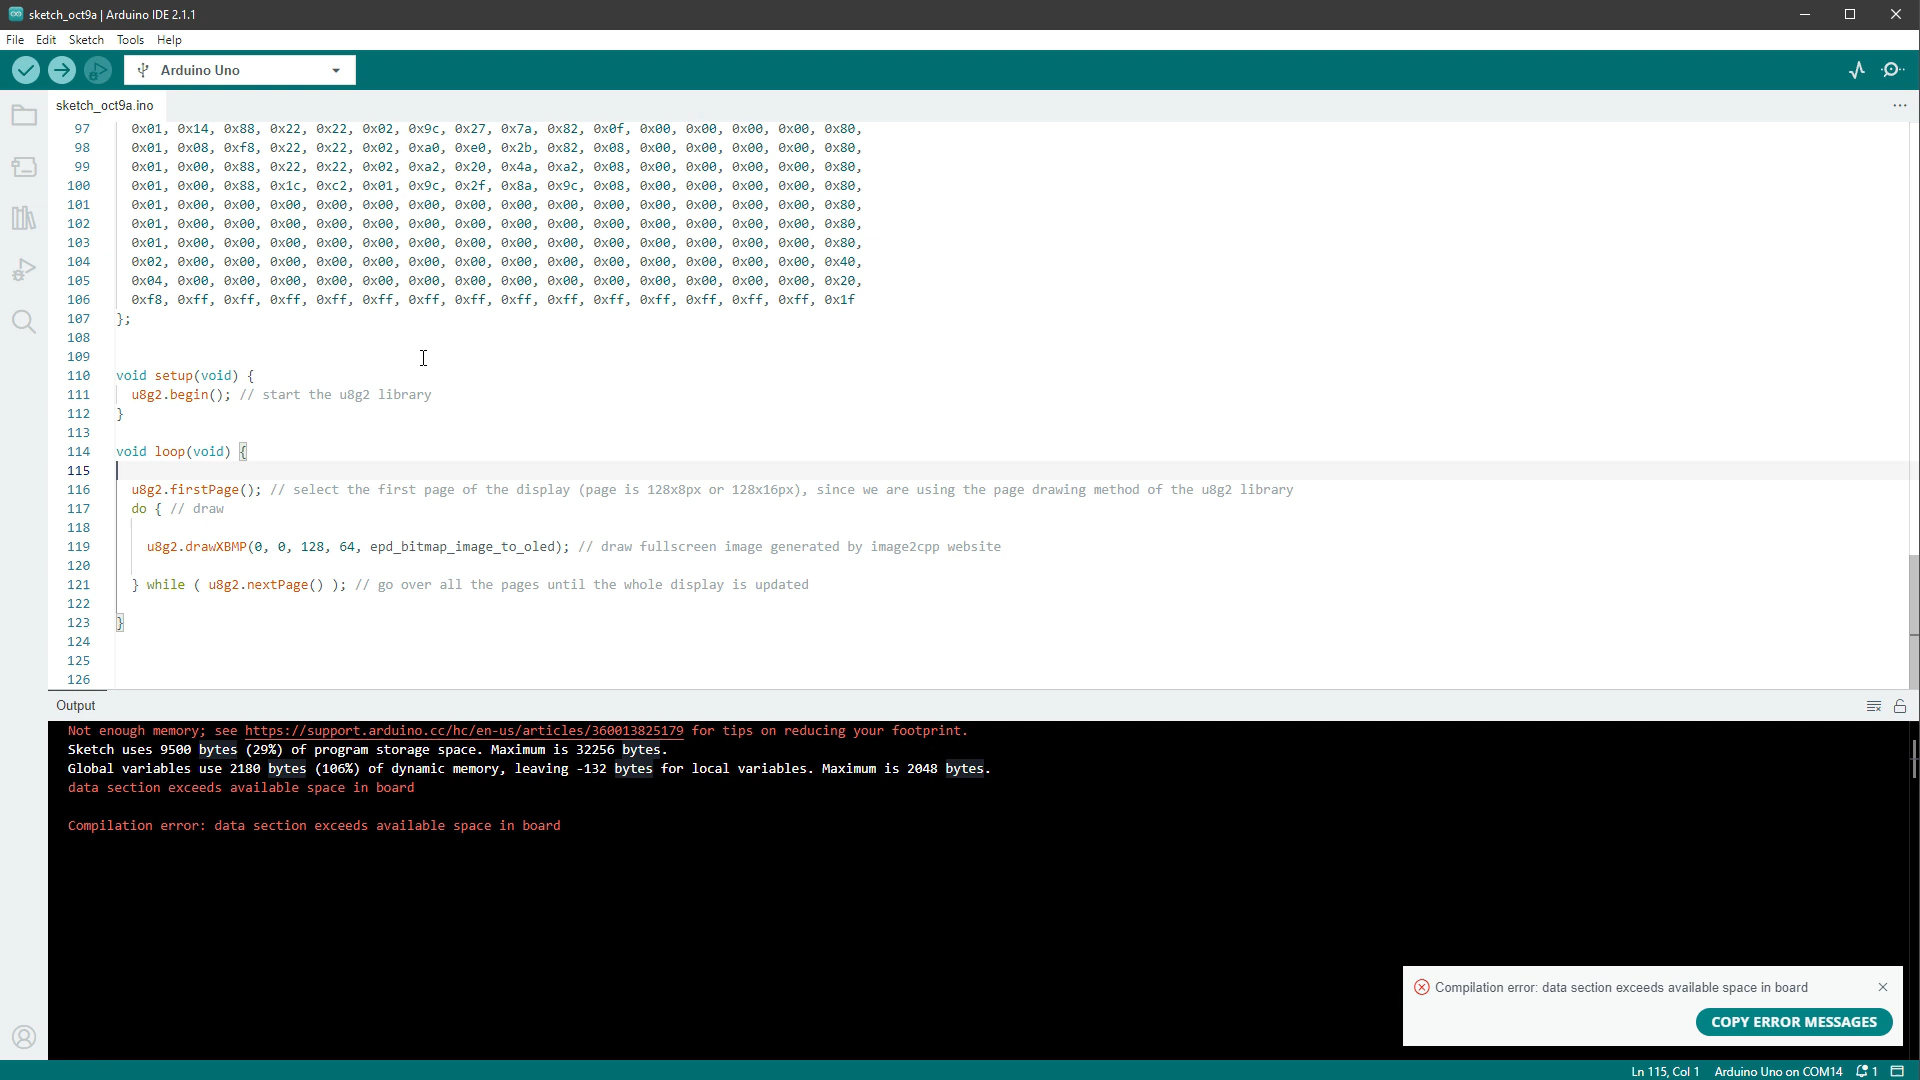 sketch_oct9a | Arduino IDE 2.1.1
File Edit Sketch Tools Help
Arduino Uno
sketch_oct9a.ino
97 0x01, 0x14, 0x88, 0x22, 0x22, 0x02, 0x9c, 0x27, 0x7a, 0x82, 0x0f, 0x00, 0x00, 0x00, 0x00, 0x80,
98 0x01, 0x08, 0xf8, 0x22, 0x22, 0x02, 0xa0, 0xe0, 0x2b, 0x82, 0x08, 0x00, 0x00, 0x00, 0x00, 0x80,
99 0x01, 0x00, 0x88, 0x22, 0x22, 0x02, 0xa2, 0x20, 0x4a, 0xa2, 0x08, 0x00, 0x00, 0x00, 0x00, 0x80,
100 0x01, 0x00, 0x88, 0x1c, 0xc2, 0x01, 0x9c, 0x2f, 0x8a, 0x9c, 0x08, 0x00, 0x00, 0x00, 0x00, 0x80,
101 0x01, 0x00, 0x00, 0x00, 0x00, 0x00, 0x00, 0x00, 0x00, 0x00, 0x00, 0x00, 0x00, 0x00, 0x00, 0x80,
102 0x01, 0x00, 0x00, 0x00, 0x00, 0x00, 0x00, 0x00, 0x00, 0x00, 0x00, 0x00, 0x00, 0x00, 0x00, 0x80,
103 0x01, 0x00, 0x00, 0x00, 0x00, 0x00, 0x00, 0x00, 0x00, 0x00, 0x00, 0x00, 0x00, 0x00, 0x00, 0x80,
104 0x02, 0x00, 0x00, 0x00, 0x00, 0x00, 0x00, 0x00, 0x00, 0x00, 0x00, 0x00, 0x00, 0x00, 0x00, 0x40,
105 0x04, 0x00, 0x00, 0x00, 0x00, 0x00, 0x00, 0x00, 0x00, 0x00, 0x00, 0x00, 0x00, 0x00, 0x00, 0x20,
106 0xf8, 0xff, 0xff, 0xff, 0xff, 0xff, 0xff, 0xff, 0xff, 0xff, 0xff, 0xff, 0xff, 0xff, 0xff, 0x1f
107 };
108
109
110 void setup(void) {
111 u8g2.begin(); // start the u8g2 library
112 }
113
114 void loop(void) {
115
116 u8g2.firstPage(); // select the first page of the display (page is 128x8px or 128x16px), since we are using the page drawing method of the u8g2 library
117 do { // draw
118
119 u8g2.drawXBMP(0, 0, 128, 64, epd_bitmap_image_to_oled); // draw fullscreen image generated by image2cpp website
120
121 } while ( u8g2.nextPage() ); // go over all the pages until the whole display is updated
122
123 }
124
125
126
Output
Not enough memory; see https://support.arduino.cc/hc/en-us/articles/360013825179 for tips on reducing your footprint.
Sketch uses 9500 bytes (29%) of program storage space. Maximum is 32256 bytes.
Global variables use 2180 bytes (106%) of dynamic memory, leaving -132 bytes for local variables. Maximum is 2048 bytes.
data section exceeds available space in board
Compilation error: data section exceeds available space in board
Compilation error: data section exceeds available space in board
COPY ERROR MESSAGES
Ln 115, Col 1 Arduino Uno on COM14 1